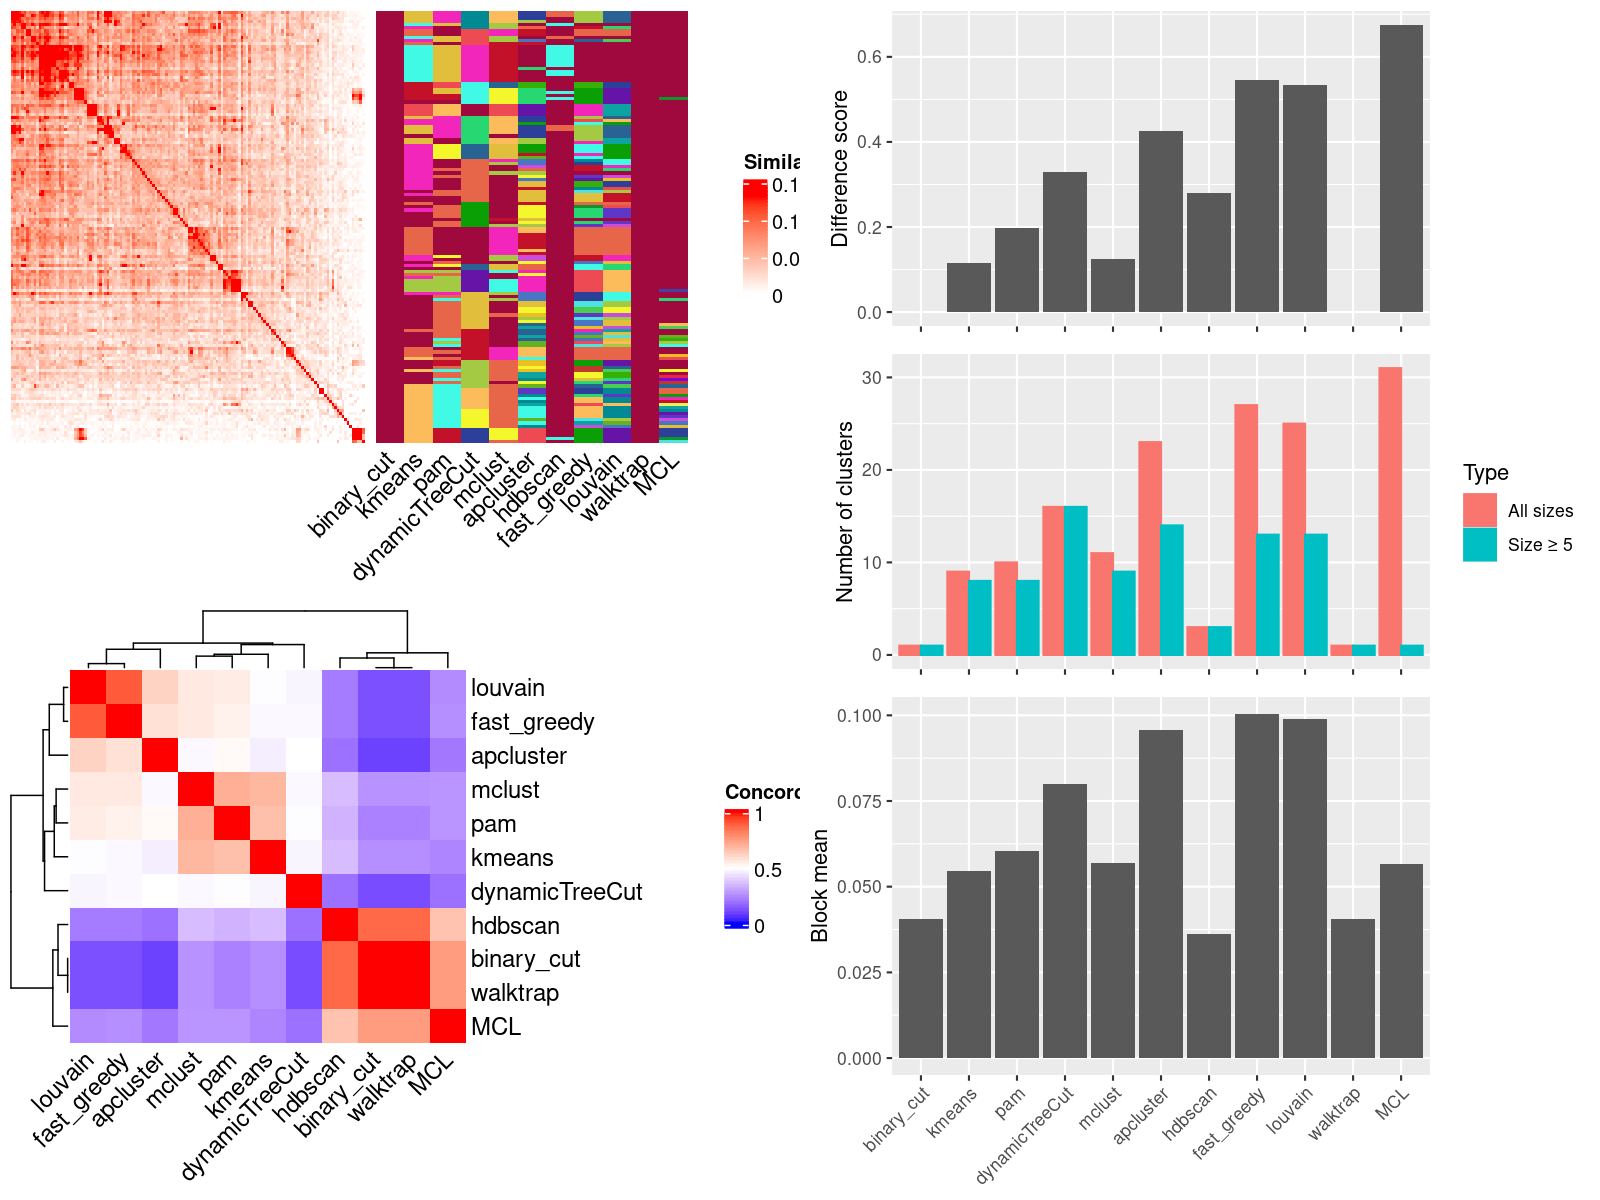 Simila
0.1
0.1
0.0
0
binary_cut
kmeans
pam
dynamicTreeCut
mclust
apcluster
hdbscan
fast_greedy
louvain
walktrap
MCL
louvain
fast_greedy
apcluster
mclust
pam
kmeans
dynamicTreeCut
hdbscan
binary_cut
walktrap
MCL
louvain
fast_greedy
apcluster
mclust
pam
kmeans
dynamicTreeCut
hdbscan
binary_cut
walktrap
MCL
Concord
1
0.5
0
Difference score
0.6
0.4
0.2
0.0
Number of clusters
30
20
10
0
Type
All sizes
Size ≥ 5
Block mean
0.100
0.075
0.050
0.025
0.000
binary_cut
kmeans
pam
dynamicTreeCut
mclust
apcluster
hdbscan
fast_greedy
louvain
walktrap
MCL